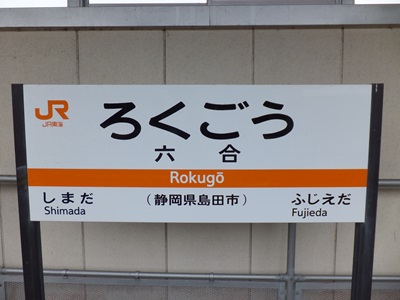 JR
JR東海
ろくごう
六合
Rokugō
しまだ
Shimada
(静岡県島田市)
ふじえだ
Fujieda